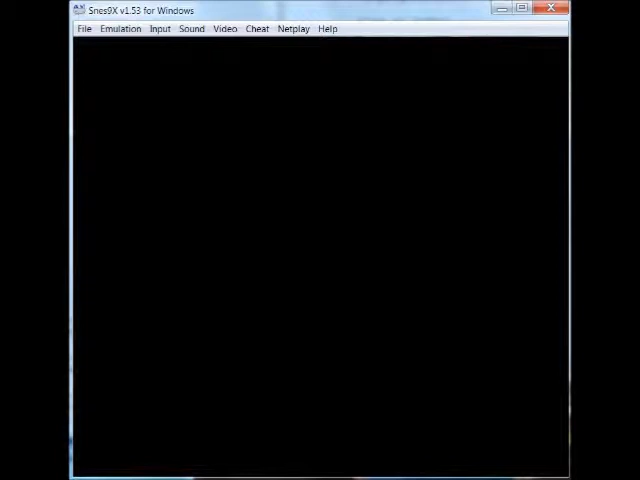 Snes9X v1.53 for Windows
File Emulation Input Sound Video Cheat Netplay Help